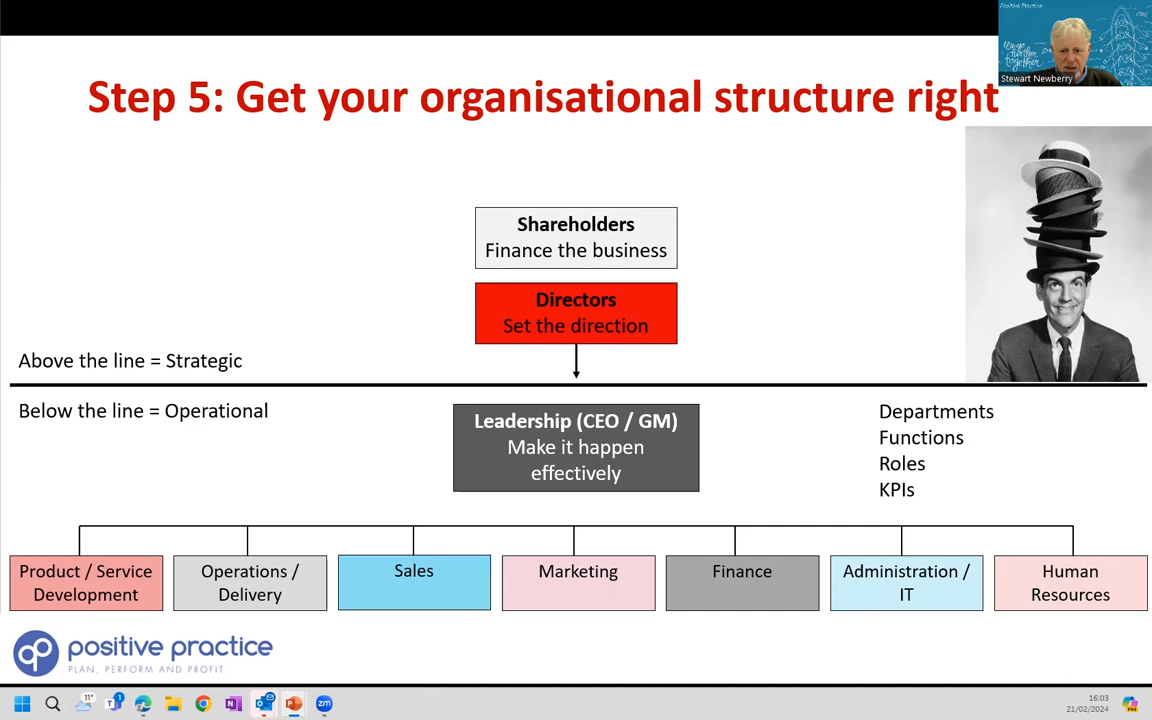 Positive Practice
Stewart Newberry
Step 5: Get your organisational structure right
Shareholders
Finance the business
Directors
Set the direction
Above the line = Strategic
Below the line = Operational
Leadership (CEO / GM)
Make it happen
effectively
Departments
Functions
Roles
KPIs
Product / Service
Development
Operations /
Delivery
Sales
Marketing
Finance
Administration /
IT
Human
Resources
positive practice
PLAN, PERFORM AND PROFIT
11°
16:03
21/02/2024